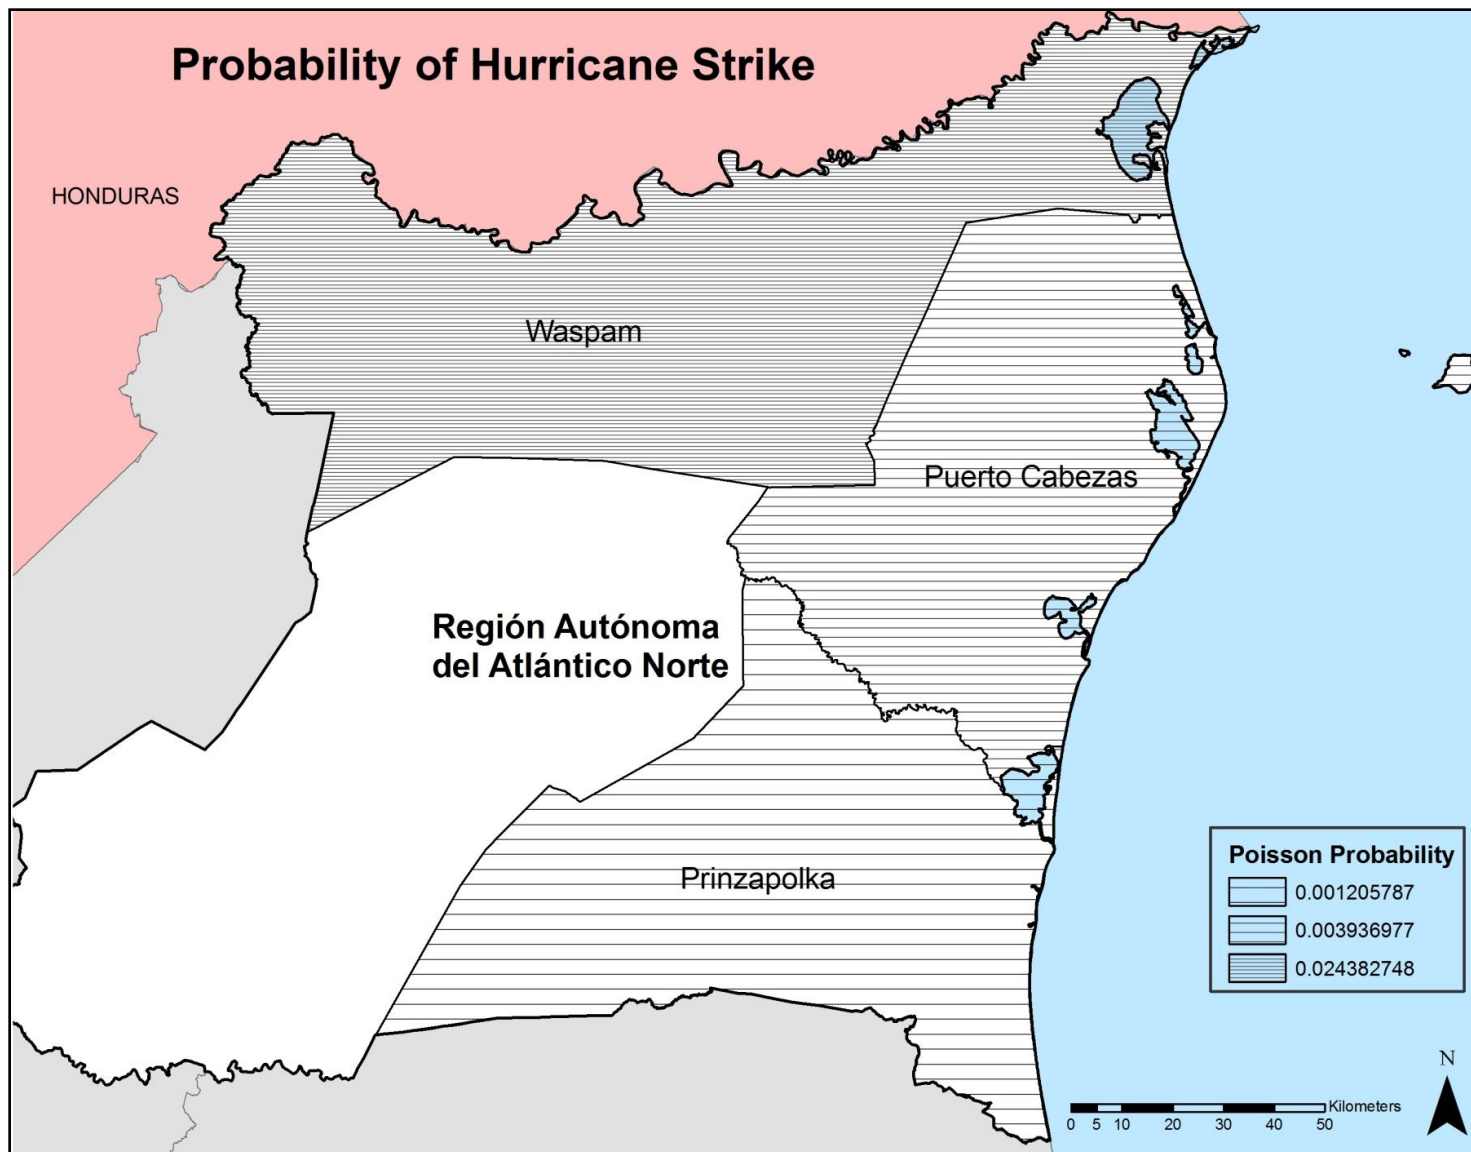 Probability of Hurricane Strike
HONDURAS
Waspam
Puerto Cabezas
Región Autónoma
del Atlántico Norte
Prinzapolka
Poisson Probability
0.001205787
0.003936977
0.024382748
N
Kilometers
0 5 10 20 30 40 50